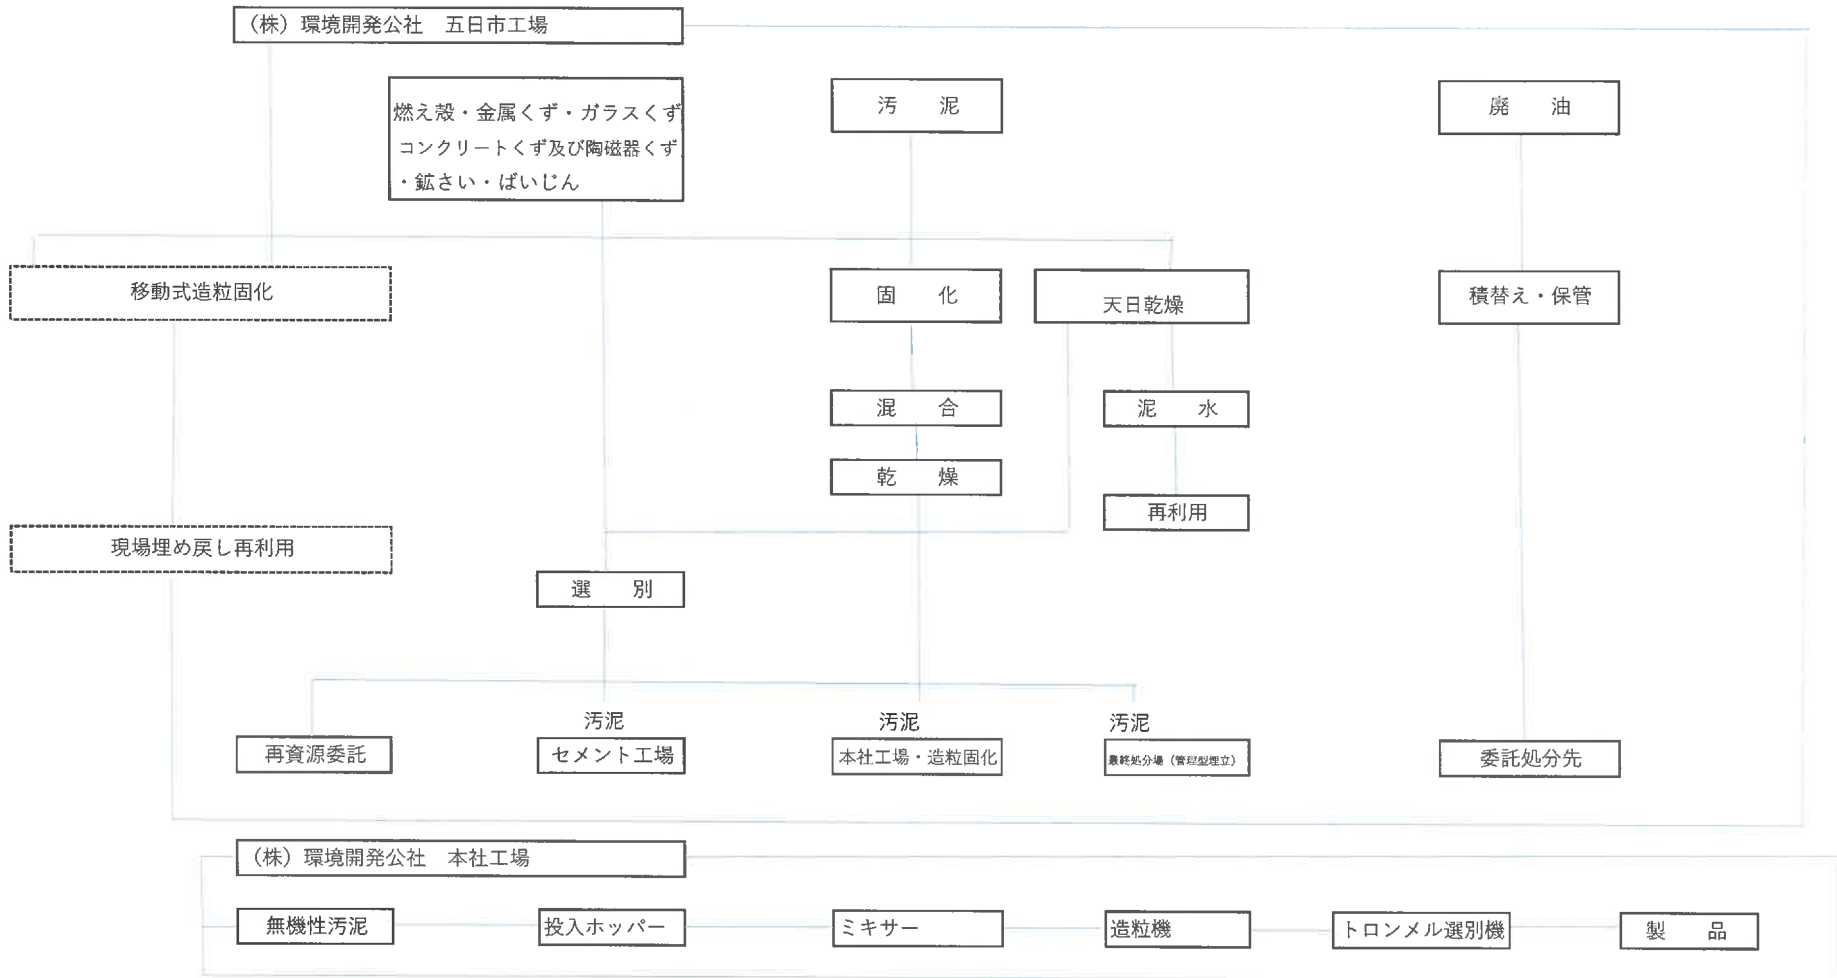 (株)環境開発公社　五日市工場
燃え殻・金属くず・ガラスくず
コンクリートくず及び陶磁器くず
・鉱さい・ばいじん
汚　泥
廃　油
移動式造粒固化
固　化
天日乾燥
積替え・保管
混　合
泥　水
乾　燥
再利用
現場埋め戻し再利用
選　別
汚泥
汚泥
汚泥
再資源委託
セメント工場
本社工場・造粒固化
最終処分場（管理型埋立）
委託処分先
(株)環境開発公社　本社工場
無機性汚泥
投入ホッパー
ミキサー
造粒機
トロンメル選別機
製　品